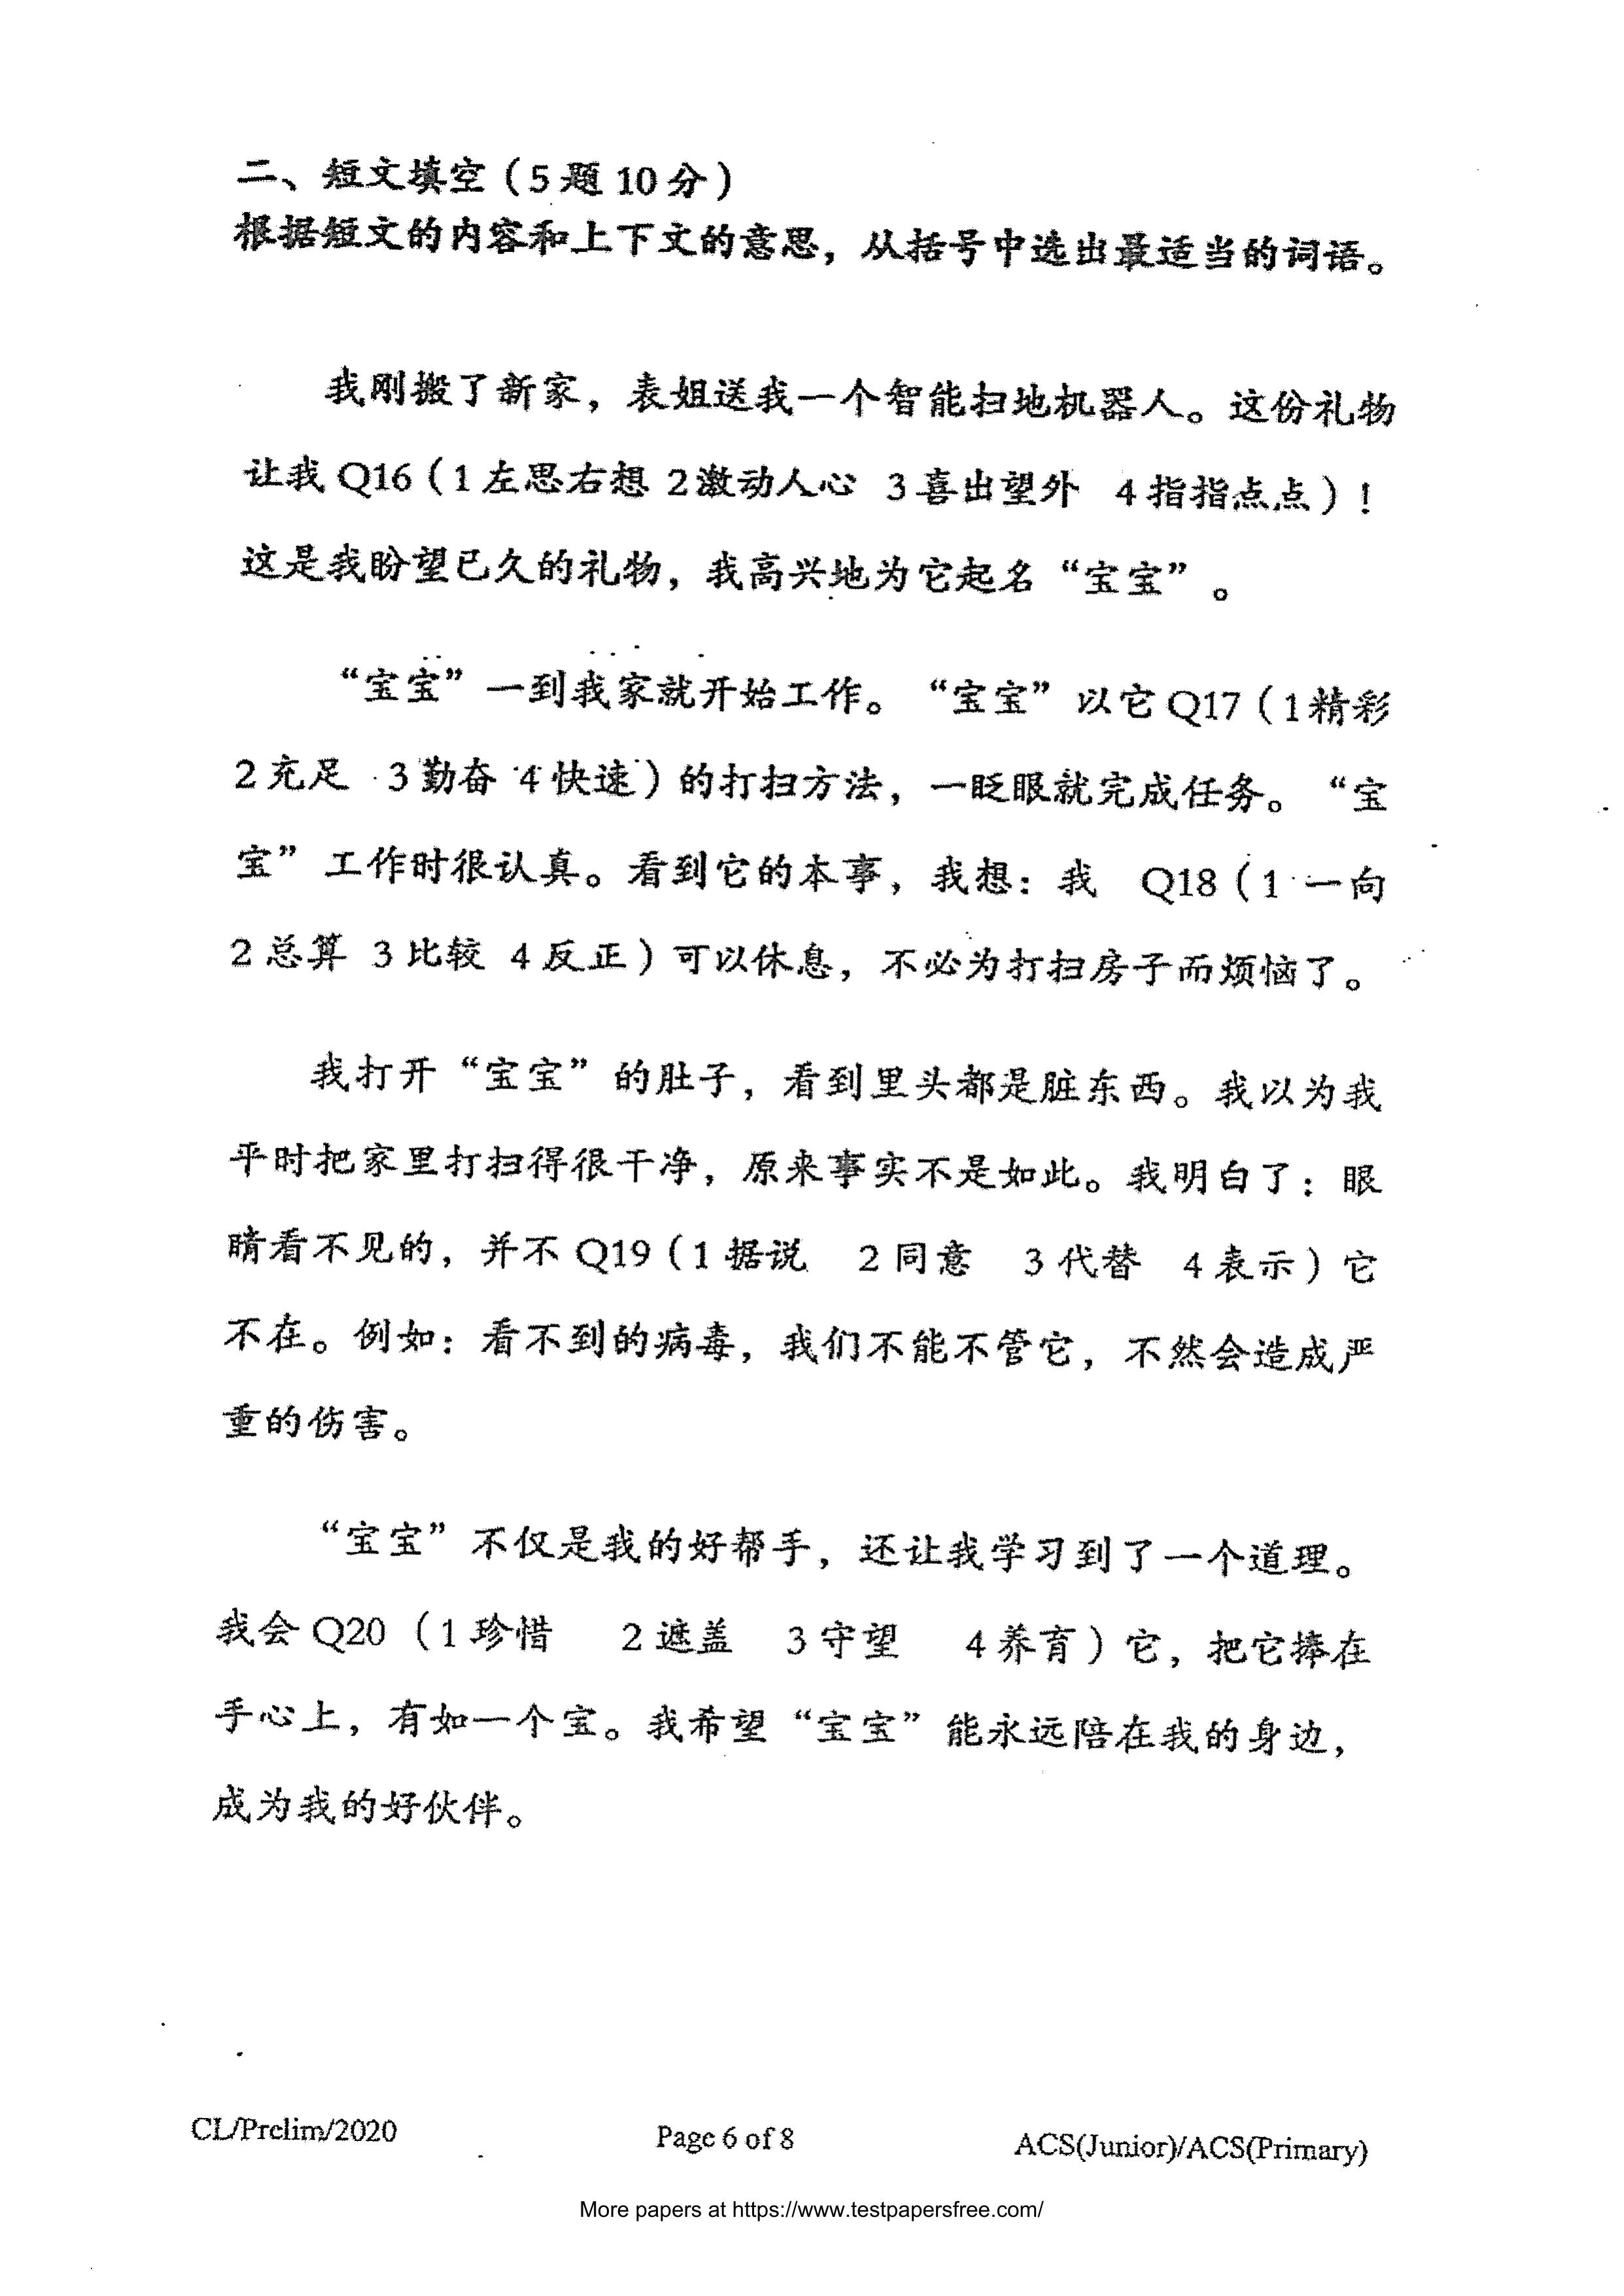 二、短文填空（5题10分）
根据短文的内容和上下文的意思，从括号中选出最适当的词语。
我刚搬了新家，表姐送我一个智能扫地机器人。这份礼物
让我Q16（1左思右想 2激动人心 3喜出望外 4指指点点）！
这是我盼望已久的礼物，我高兴地为它起名“宝宝”。
“宝宝”一到我家就开始工作。“宝宝”以它Q17（1精彩
2充足 3勤奋 4快速）的打扫方法，一眨眼就完成任务。“宝
宝”工作时很认真。看到它的本事，我想：我 Q18（1一向
2总算 3比较 4反正）可以休息，不必为打扫房子而烦恼了。
我打开“宝宝”的肚子，看到里头都是脏东西。我以为我
平时把家里打扫得很干净，原来事实不是如此。我明白了：眼
睛看不见的，并不Q19（1据说 2同意 3代替 4表示）它
不在。例如：看不到的病毒，我们不能不管它，不然会造成严
重的伤害。
“宝宝”不仅是我的好帮手，还让我学习到了一个道理。
我会Q20（1珍惜 2遮盖 3守望 4养育）它，把它捧在
手心上，有如一个宝。我希望“宝宝”能永远陪在我的身边，
成为我的好伙伴。
CL/Prelim/2020 Page 6 of 8 ACS(Junior)/ACS(Primary)
More papers at https://www.testpapersfree.com/